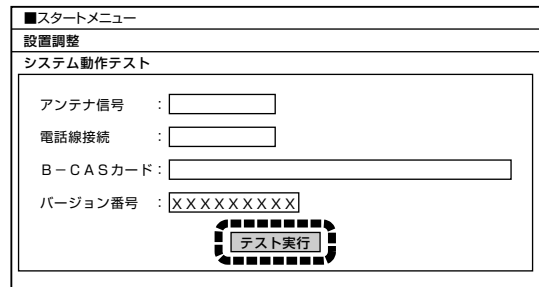 ■スタートメニュー
設置調整
システム動作テスト
アンテナ信号　：
電話線接続　：
Ｂ－ＣＡＳカード：
バージョン番号　：ＸＸＸＸＸＸＸＸＸ
テスト実行